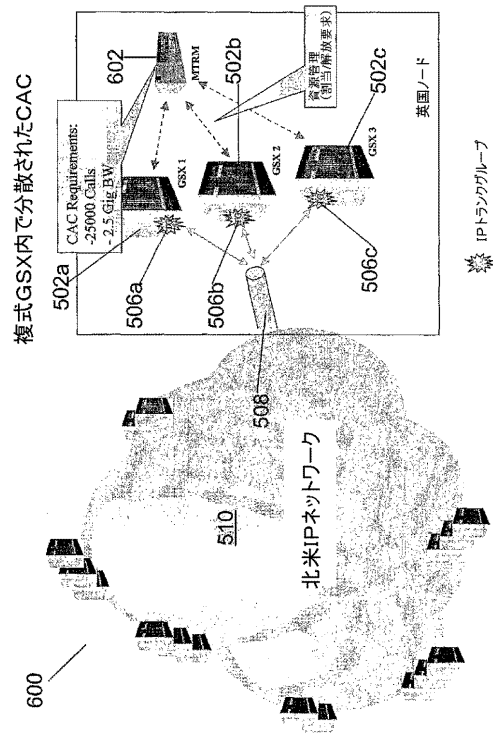 複式GSX内で分散されたCAC
600
510
北米IPネットワーク
508
CAC Requirements:
-25000 Calls
- 2.5 Gig BW
602
MTRM
502a
GSX 1
506a
502b
GSX 2
506b
資源管理
(割当/解放要求)
502c
GSX 3
506c
英国ノード
IPトランクグループ